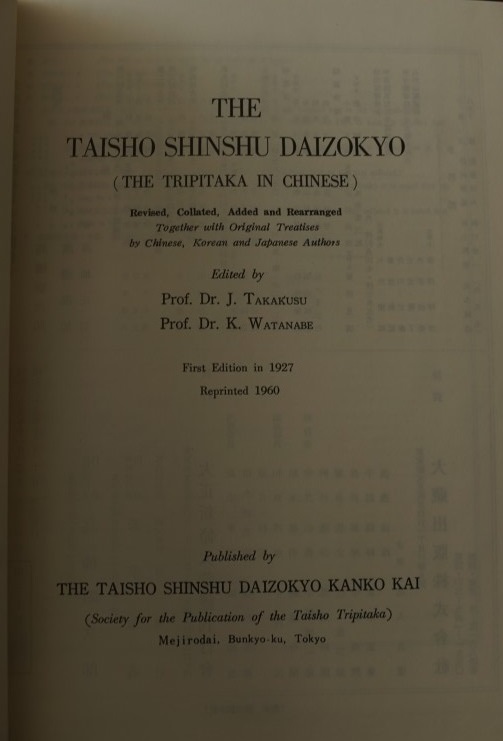 THE
TAISHO SHINSHU DAIZOKYO
(THE TRIPITAKA IN CHINESE)
Revised, Collated, Added and Rearranged
Together with Original Treatises
by Chinese, Korean and Japanese Authors
Edited by
Prof. Dr. J. TAKAKUSU
Prof. Dr. K. WATANABE
First Edition in 1927
Reprinted 1960
Published by
THE TAISHO SHINSHU DAIZOKYO KANKO KAI
(Society for the Publication of the Taisho Tripitaka)
Mejirodai, Bunkyo-ku, Tokyo